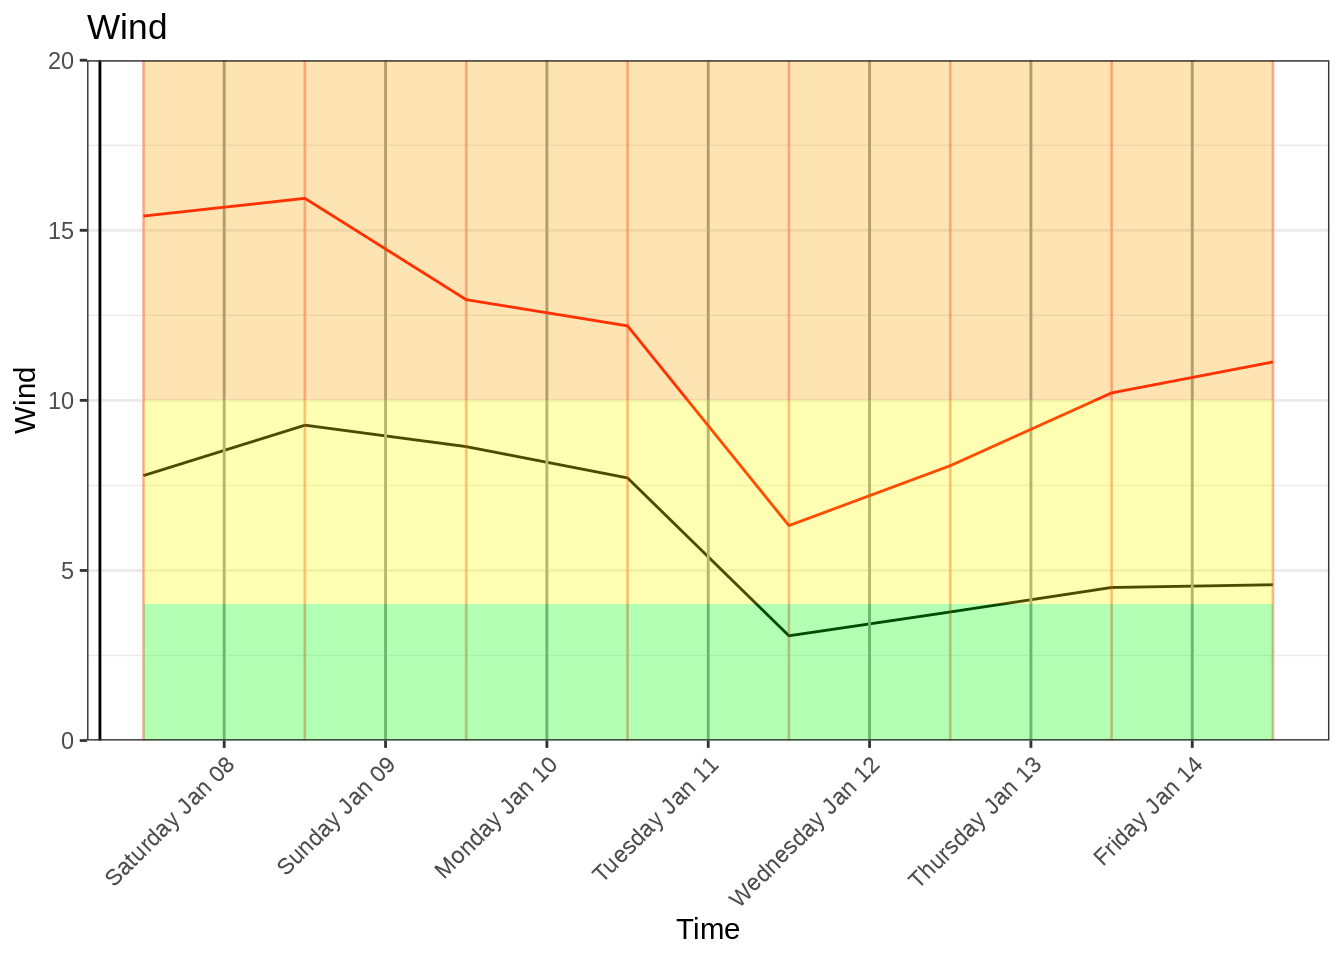 Wind
20
15
10
5
0
Wind
Saturday Jan 08
Sunday Jan 09
Monday Jan 10
Tuesday Jan 11
Wednesday Jan 12
Thursday Jan 13
Friday Jan 14
Time